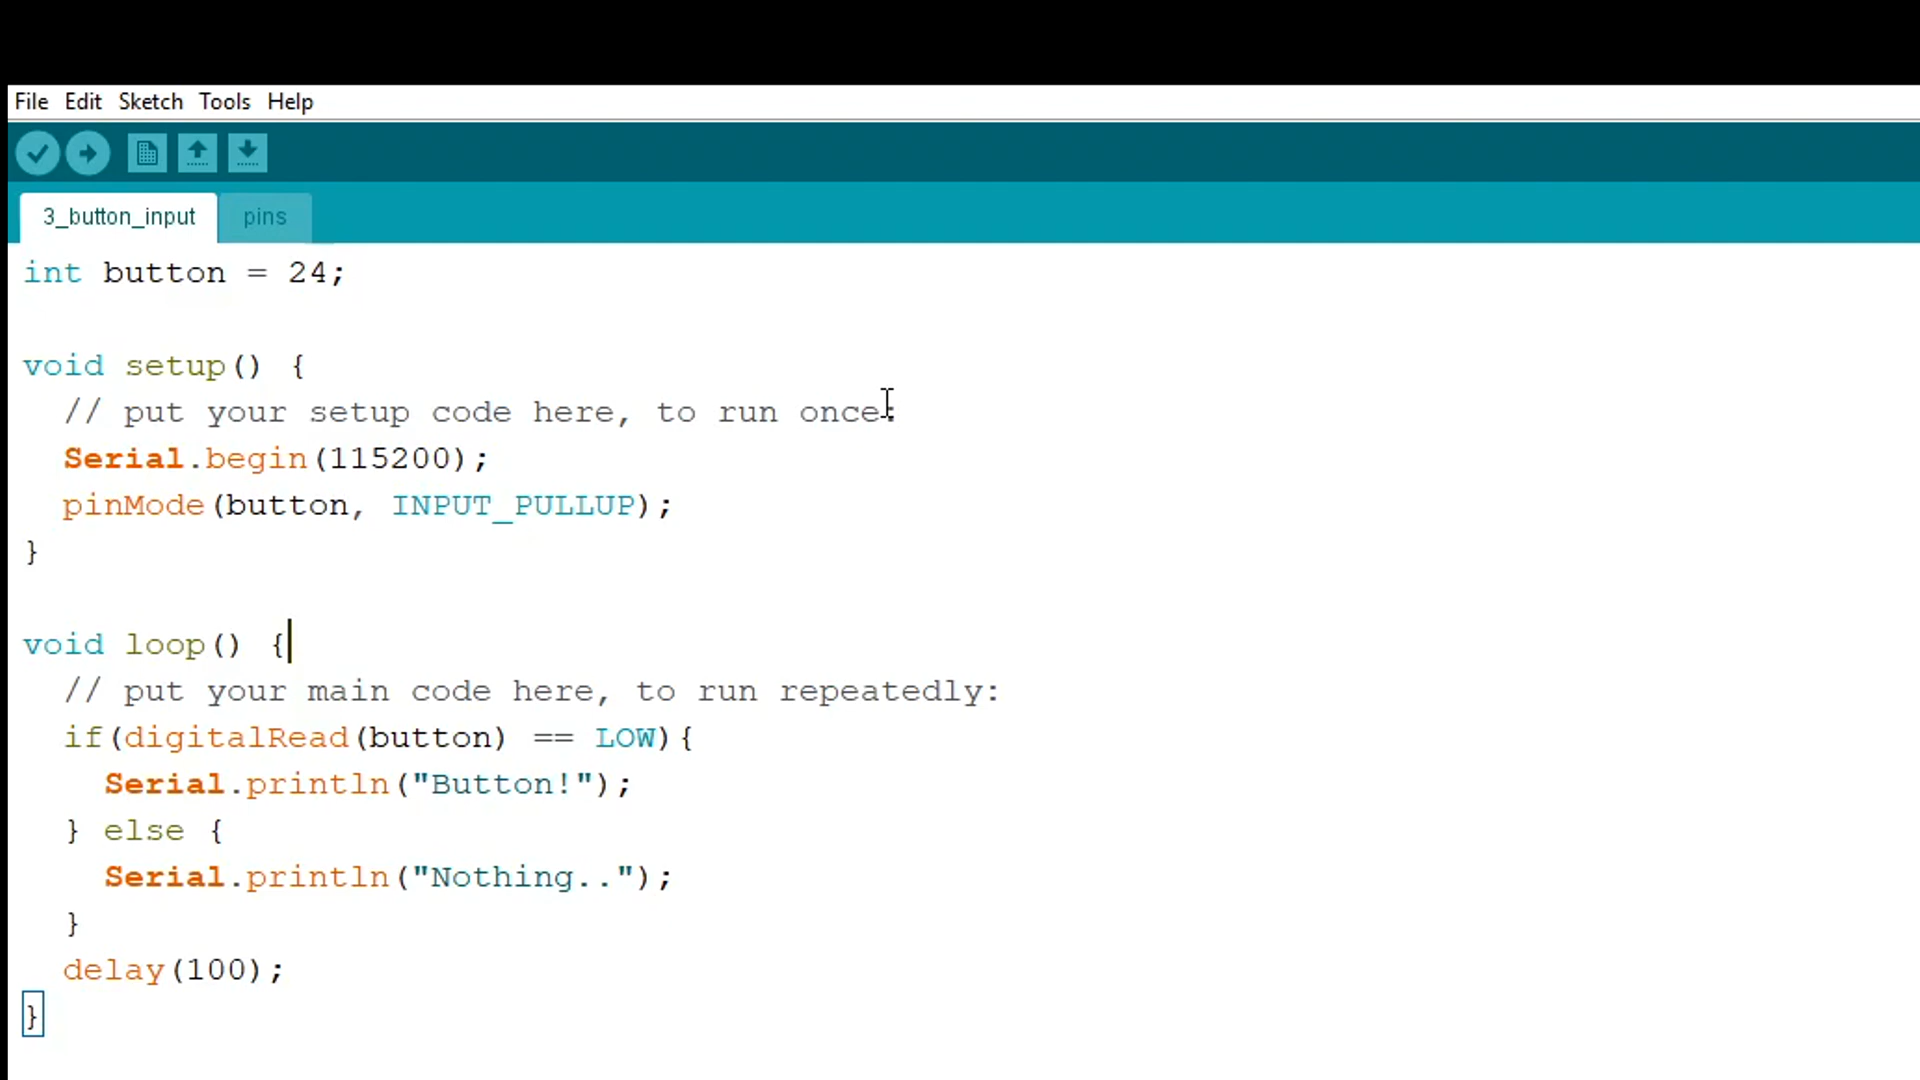 File Edit Sketch Tools Help
3_button_input pins
int button = 24;
void setup() {
// put your setup code here, to run once:
Serial.begin(115200);
pinMode(button, INPUT_PULLUP);
}
void loop() {
// put your main code here, to run repeatedly:
if(digitalRead(button) == LOW){
Serial.println("Button!");
} else {
Serial.println("Nothing..");
}
delay(100);
}